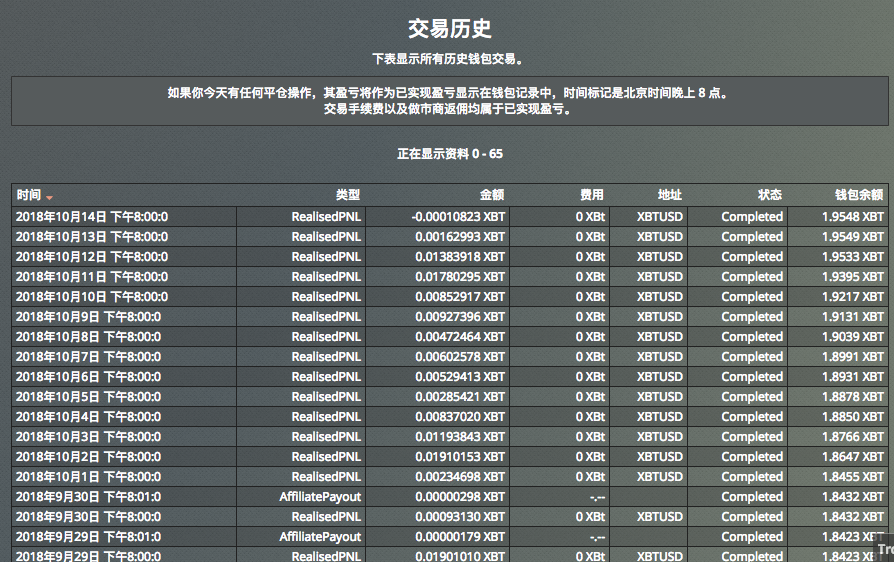 交易历史
下表显示所有历史钱包交易。
如果你今天有任何平仓操作，其盈亏将作为已实现盈亏显示在钱包记录中，时间标记是北京时间晚上 8 点。
交易手续费以及做市商返佣均属于已实现盈亏。
正在显示资料 0 - 65
时间 类型 金额 费用 地址 状态 钱包余额
2018年10月14日 下午8:00:0 RealisedPNL -0.00010823 XBT 0 XBt XBTUSD Completed 1.9548 XBT
2018年10月13日 下午8:00:0 RealisedPNL 0.00162993 XBT 0 XBt XBTUSD Completed 1.9549 XBT
2018年10月12日 下午8:00:0 RealisedPNL 0.01383918 XBT 0 XBt XBTUSD Completed 1.9533 XBT
2018年10月11日 下午8:00:0 RealisedPNL 0.01780295 XBT 0 XBt XBTUSD Completed 1.9395 XBT
2018年10月10日 下午8:00:0 RealisedPNL 0.00852917 XBT 0 XBt XBTUSD Completed 1.9217 XBT
2018年10月9日 下午8:00:0 RealisedPNL 0.00927396 XBT 0 XBt XBTUSD Completed 1.9131 XBT
2018年10月8日 下午8:00:0 RealisedPNL 0.00472464 XBT 0 XBt XBTUSD Completed 1.9039 XBT
2018年10月7日 下午8:00:0 RealisedPNL 0.00602578 XBT 0 XBt XBTUSD Completed 1.8991 XBT
2018年10月6日 下午8:00:0 RealisedPNL 0.00529413 XBT 0 XBt XBTUSD Completed 1.8931 XBT
2018年10月5日 下午8:00:0 RealisedPNL 0.00285421 XBT 0 XBt XBTUSD Completed 1.8878 XBT
2018年10月4日 下午8:00:0 RealisedPNL 0.00837020 XBT 0 XBt XBTUSD Completed 1.8850 XBT
2018年10月3日 下午8:00:0 RealisedPNL 0.01193843 XBT 0 XBt XBTUSD Completed 1.8766 XBT
2018年10月2日 下午8:00:0 RealisedPNL 0.01910153 XBT 0 XBt XBTUSD Completed 1.8647 XBT
2018年10月1日 下午8:00:0 RealisedPNL 0.00234698 XBT 0 XBt XBTUSD Completed 1.8455 XBT
2018年9月30日 下午8:01:0 AffiliatePayout 0.00000298 XBT -.-- Completed 1.8432 XBT
2018年9月30日 下午8:00:0 RealisedPNL 0.00093130 XBT 0 XBt XBTUSD Completed 1.8432 XBT
2018年9月29日 下午8:01:0 AffiliatePayout 0.00000179 XBT -.-- Completed 1.8423 XBT
2018年9月29日 下午8:00:0 RealisedPNL 0.01901010 XBT 0 XBt XBTUSD Completed 1.8423 XBT